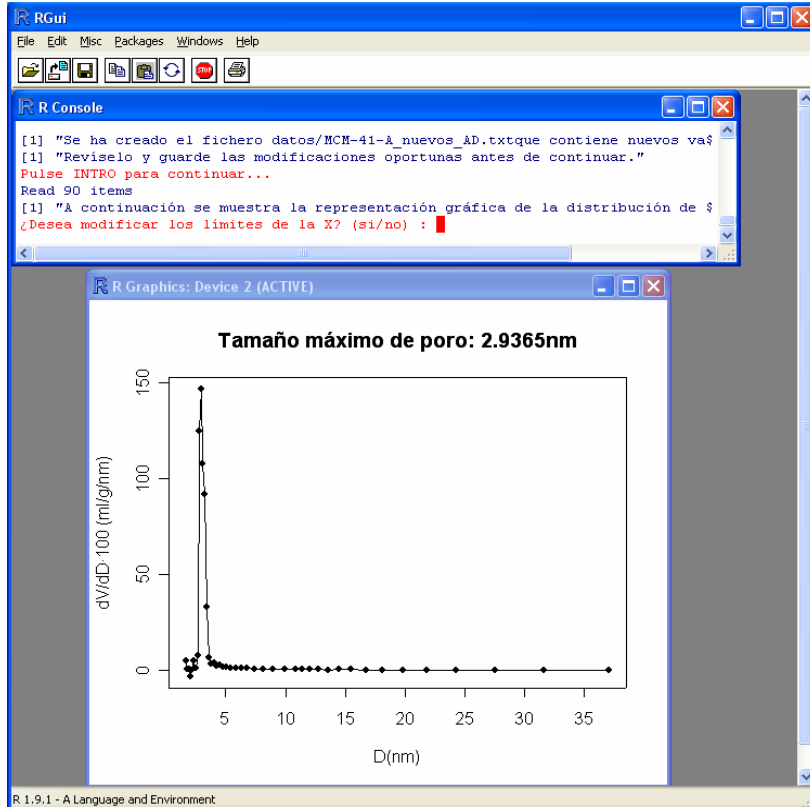 RGui
File Edit Misc Packages Windows Help
STOP
R Console
[1] "Se ha creado el fichero datos/MCM-41-A_nuevos_AD.txtque contiene nuevos va$
[1] "Revíselo y guarde las modificaciones oportunas antes de continuar."
Pulse INTRO para continuar...
Read 90 items
[1] "A continuación se muestra la representación gráfica de la distribución de $
¿Desea modificar los límites de la X? (si/no) :
R Graphics: Device 2 (ACTIVE)
Tamaño máximo de poro: 2.9365nm
150
100
50
0
dV/dD·100 (ml/g/nm)
5 10 15 20 25 30 35
D(nm)
R 1.9.1 - A Language and Environment